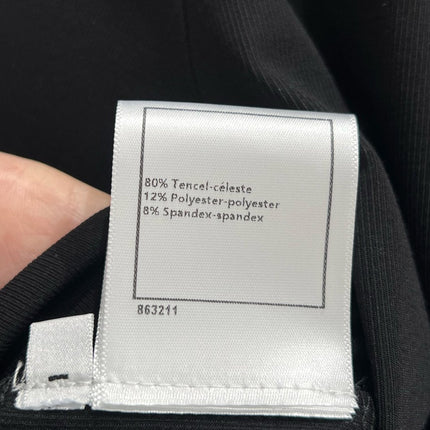 80% Tencel-céleste
12% Polyester-polyester
8% Spandex-spandex
863211